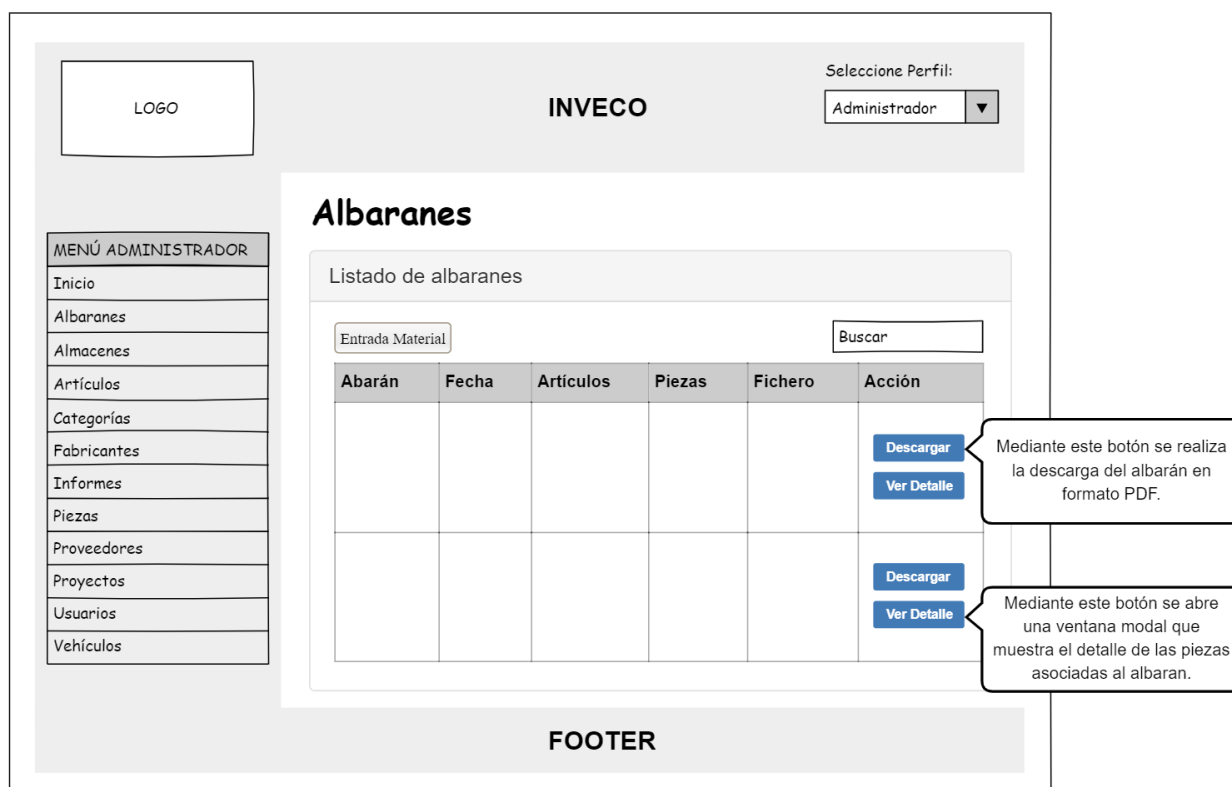 LOGO
INVECO
Seleccione Perfil:
Administrador
Albaranes
MENÚ ADMINISTRADOR
Inicio
Albaranes
Almacenes
Artículos
Categorías
Fabricantes
Informes
Piezas
Proveedores
Proyectos
Usuarios
Vehículos
Listado de albaranes
Entrada Material
Buscar
Abarán Fecha Artículos Piezas Fichero Acción
Descargar
Ver Detalle
Mediante este botón se realiza
la descarga del albarán en
formato PDF.
Descargar
Ver Detalle
Mediante este botón se abre
una ventana modal que
muestra el detalle de las piezas
asociadas al albaran.
FOOTER